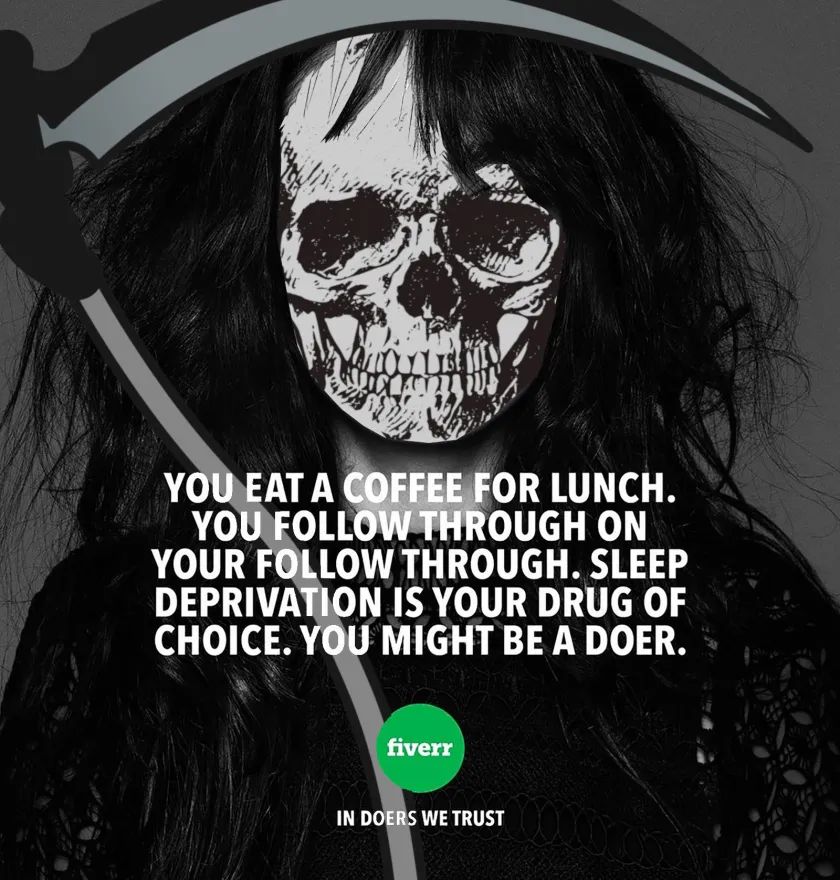 YOU EAT A COFFEE FOR LUNCH.
YOU FOLLOW THROUGH ON
YOUR FOLLOW THROUGH. SLEEP
DEPRIVATION IS YOUR DRUG OF
CHOICE. YOU MIGHT BE A DOER.
fiverr
IN DOERS WE TRUST